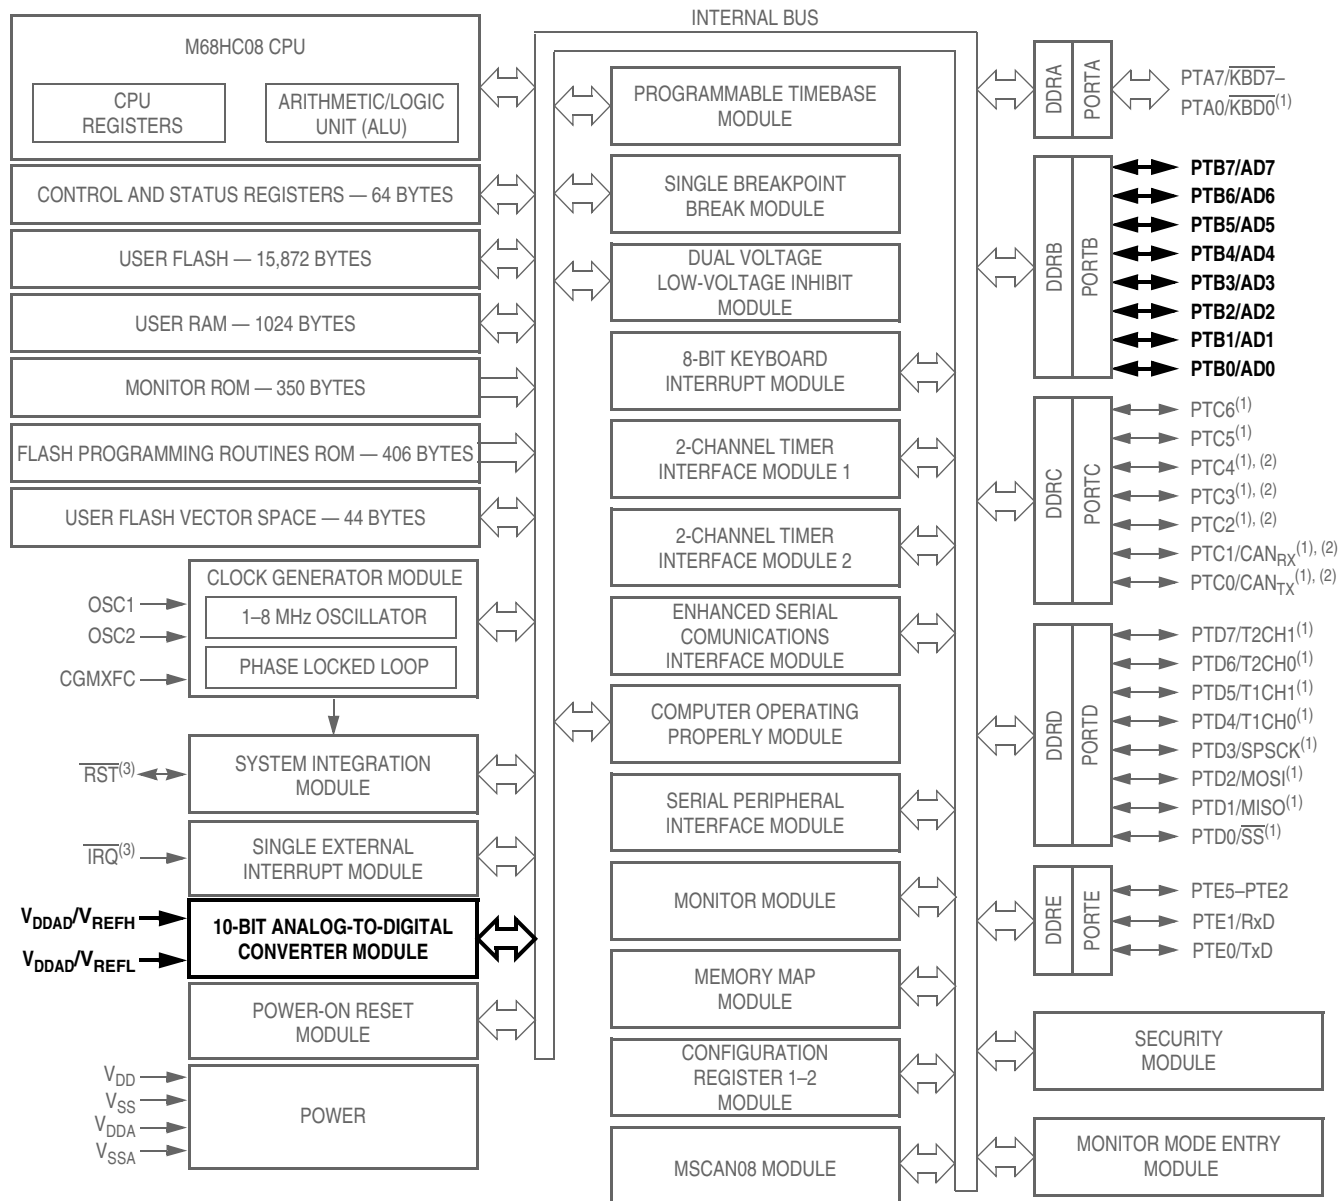 INTERNAL BUS
M68HC08 CPU
CPU
REGISTERS
ARITHMETIC/LOGIC
UNIT (ALU)
CONTROL AND STATUS REGISTERS — 64 BYTES
USER FLASH — 15,872 BYTES
USER RAM — 1024 BYTES
MONITOR ROM — 350 BYTES
FLASH PROGRAMMING ROUTINES ROM — 406 BYTES
USER FLASH VECTOR SPACE — 44 BYTES
CLOCK GENERATOR MODULE
1–8 MHz OSCILLATOR
PHASE LOCKED LOOP
OSC1
OSC2
CGMXFC
SYSTEM INTEGRATION
MODULE
RST(3)
SINGLE EXTERNAL
INTERRUPT MODULE
IRQ(3)
10-BIT ANALOG-TO-DIGITAL
CONVERTER MODULE
VDDAD/VREFH
VDDAD/VREFL
POWER-ON RESET
MODULE
POWER
VDD
VSS
VDDA
VSSA
PROGRAMMABLE TIMEBASE
MODULE
SINGLE BREAKPOINT
BREAK MODULE
DUAL VOLTAGE
LOW-VOLTAGE INHIBIT
MODULE
8-BIT KEYBOARD
INTERRUPT MODULE
2-CHANNEL TIMER
INTERFACE MODULE 1
2-CHANNEL TIMER
INTERFACE MODULE 2
ENHANCED SERIAL
COMUNICATIONS
INTERFACE MODULE
COMPUTER OPERATING
PROPERLY MODULE
SERIAL PERIPHERAL
INTERFACE MODULE
MONITOR MODULE
MEMORY MAP
MODULE
CONFIGURATION
REGISTER 1–2
MODULE
MSCAN08 MODULE
DDRA
PORTA
PTA7/KBD7–
PTA0/KBD0(1)
DDRB
PORTB
PTB7/AD7
PTB6/AD6
PTB5/AD5
PTB4/AD4
PTB3/AD3
PTB2/AD2
PTB1/AD1
PTB0/AD0
DDRC
PORTC
PTC6(1)
PTC5(1)
PTC4(1), (2)
PTC3(1), (2)
PTC2(1), (2)
PTC1/CANRX(1), (2)
PTC0/CANTX(1), (2)
DDRD
PORTD
PTD7/T2CH1(1)
PTD6/T2CH0(1)
PTD5/T1CH1(1)
PTD4/T1CH0(1)
PTD3/SPSCK(1)
PTD2/MOSI(1)
PTD1/MISO(1)
PTD0/SS(1)
DDRE
PORTE
PTE5–PTE2
PTE1/RxD
PTE0/TxD
SECURITY
MODULE
MONITOR MODE ENTRY
MODULE